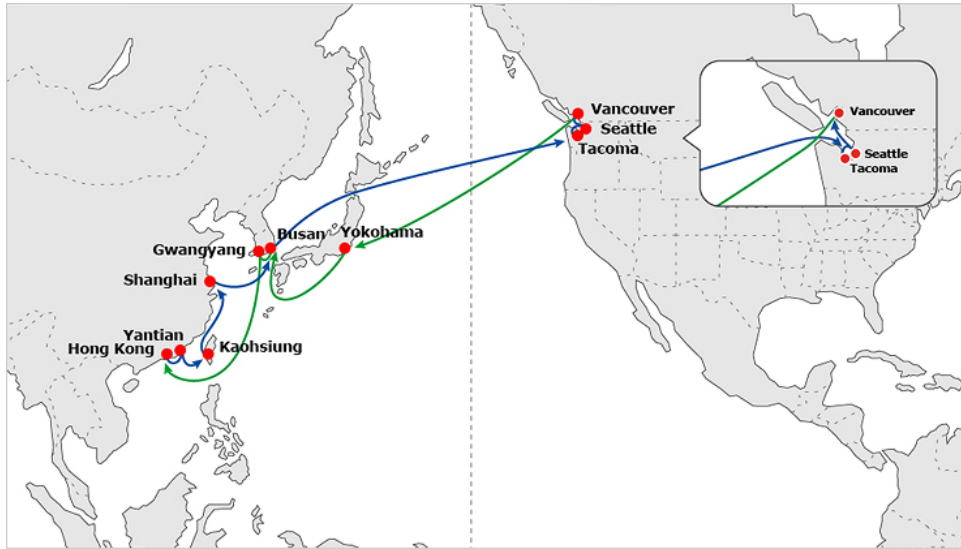 Vancouver
Seattle
Tacoma
Vancouver
Seattle
Tacoma
Busan
Yokohama
Gwangyang
Shanghai
Yantian
Hong Kong
Kaohsiung